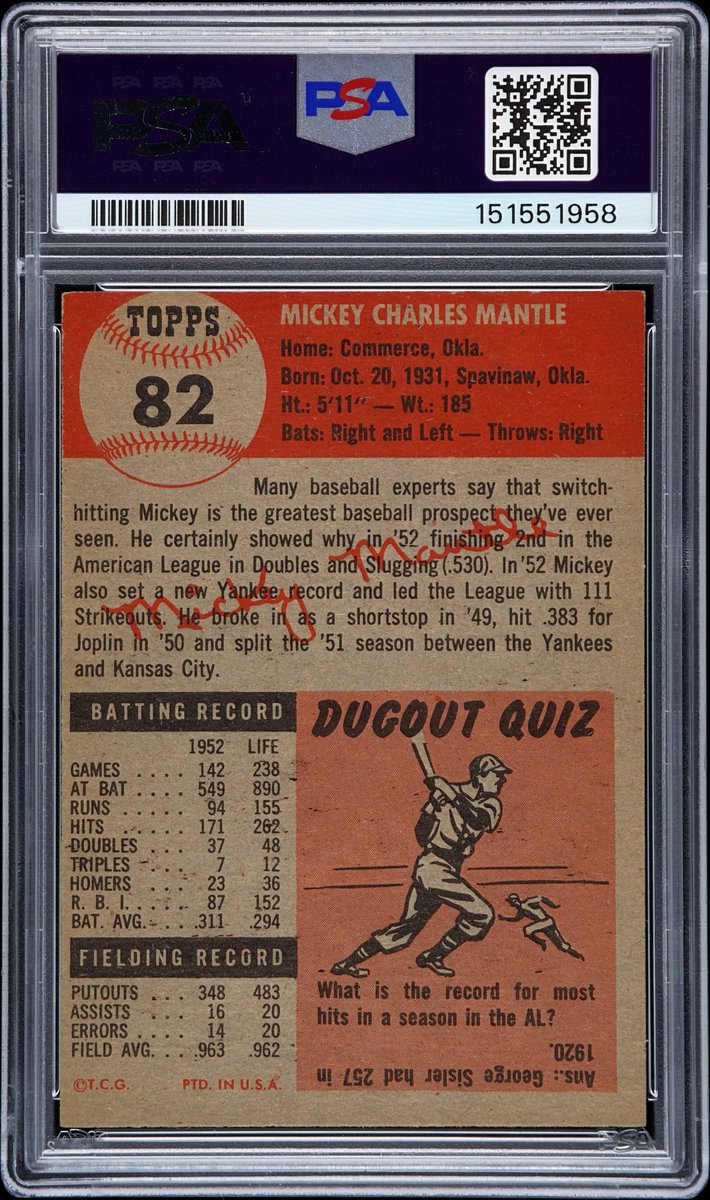 PSA PSA PSA
PSA
PSA PSA PSA
PSA
151551958
TOPPS
82
MICKEY CHARLES MANTLE
Home: Commerce, Okla.
Born: Oct. 20, 1931, Spavinaw, Okla.
Ht.: 5'11" — Wt.: 185
Bats: Right and Left — Throws: Right
Many baseball experts say that switch-
hitting Mickey is the greatest baseball prospect they've ever
seen. He certainly showed why in '52 finishing 2nd in the
American League in Doubles and Slugging (.530). In '52 Mickey
also set a new Yankee record and led the League with 111
Strikeouts. He broke in as a shortstop in '49, hit .383 for
Joplin in '50 and split the '51 season between the Yankees
and Kansas City.
Micky Mantle
BATTING RECORD
1952 LIFE
GAMES .... 142 238
AT BAT .... 549 890
RUNS .... 94 155
HITS .... 171 262
DOUBLES ... 37 48
TRIPLES ... 7 12
HOMERS ... 23 36
R. B. I. .... 87 152
BAT. AVG. .. .311 .294
FIELDING RECORD
PUTOUTS ... 348 483
ASSISTS ... 16 20
ERRORS ... 14 20
FIELD AVG. .. .963 .962
©T.C.G. PTD. IN U.S.A.
DUGOUT QUIZ
What is the record for most
hits in a season in the AL?
Ans.: George Sisler had 257 in
1920.
PSA